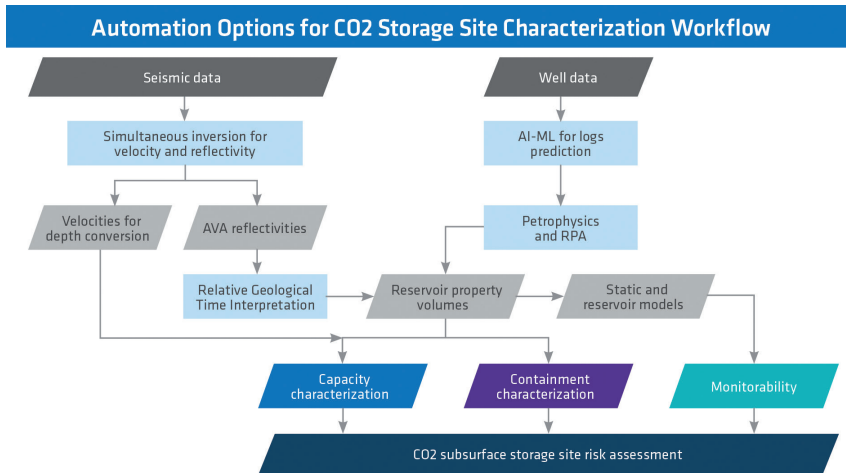 Automation Options for CO2 Storage Site Characterization Workflow
Seismic data
Well data
Simultaneous inversion for
velocity and reflectivity
AI-ML for logs
prediction
Velocities for
depth conversion
AVA reflectivities
Petrophysics
and RPA
Relative Geological
Time Interpretation
Reservoir property
volumes
Static and
reservoir models
Capacity
characterization
Containment
characterization
Monitorability
CO2 subsurface storage site risk assessment